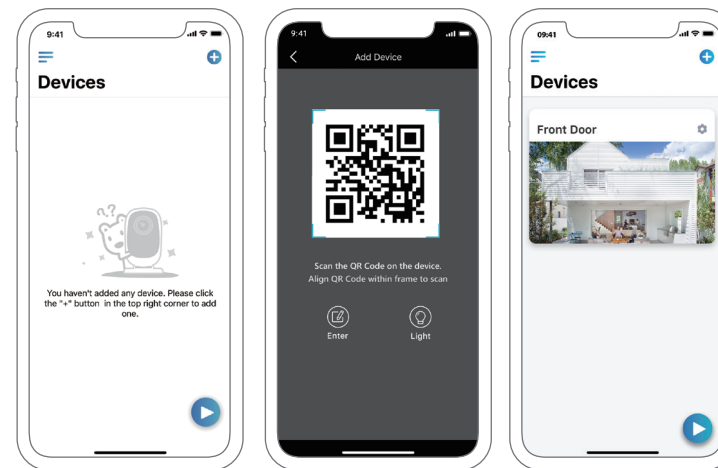 9:41
Devices
??
You haven't added any device. Please click
the "+" button in the top right corner to add
one.
9:41
Add Device
Scan the QR Code on the device.
Align QR Code within frame to scan
Enter
Light
09:41
Devices
Front Door